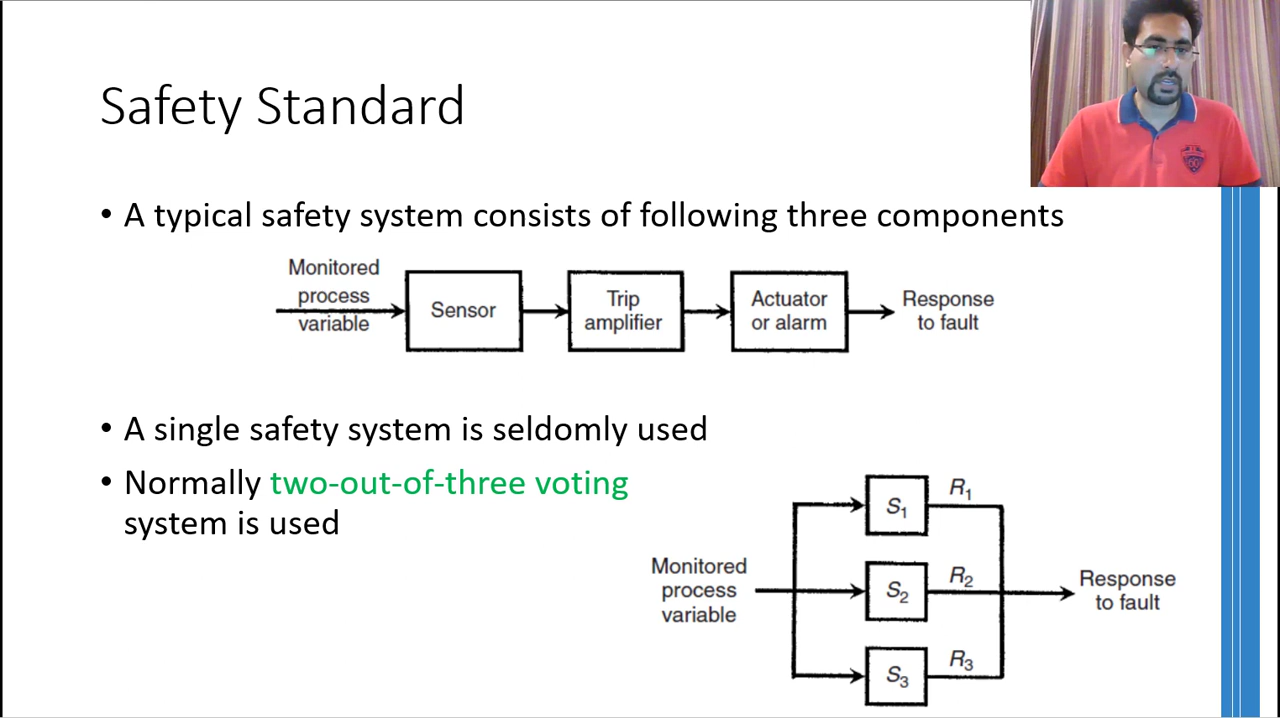 Safety Standard
• A typical safety system consists of following three components
Monitored
process
variable
Sensor
Trip
amplifier
Actuator
or alarm
Response
to fault
• A single safety system is seldomly used
• Normally two-out-of-three voting
system is used
Monitored
process
variable
S1
R1
S2
R2
S3
R3
Response
to fault